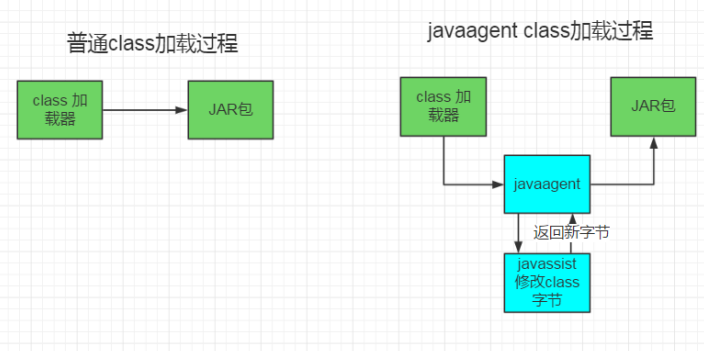 普通class加载过程
class 加
载器
JAR包
javaagent class加载过程
class 加
载器
JAR包
javaagent
返回新字节
javassist
修改class
字节